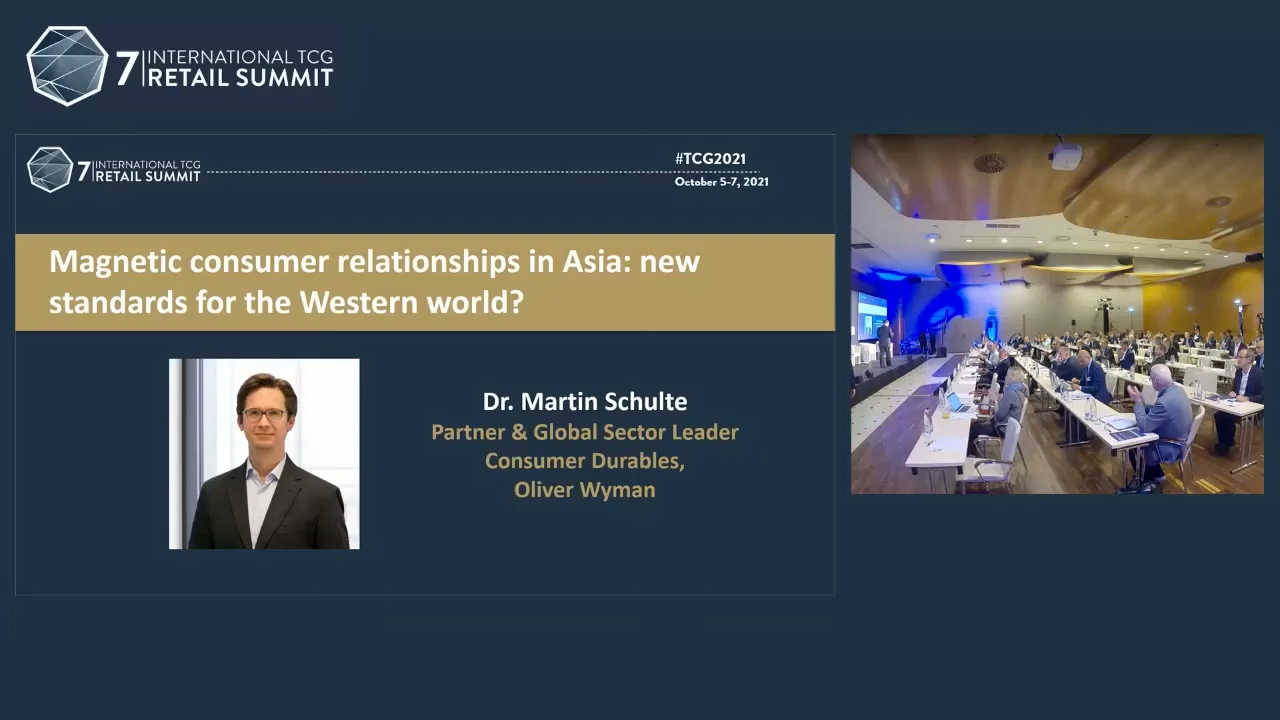 7 INTERNATIONAL TCG
RETAIL SUMMIT
7 INTERNATIONAL TCG
RETAIL SUMMIT
#TCG2021
October 5-7, 2021
Magnetic consumer relationships in Asia: new
standards for the Western world?
Dr. Martin Schulte
Partner & Global Sector Leader
Consumer Durables,
Oliver Wyman